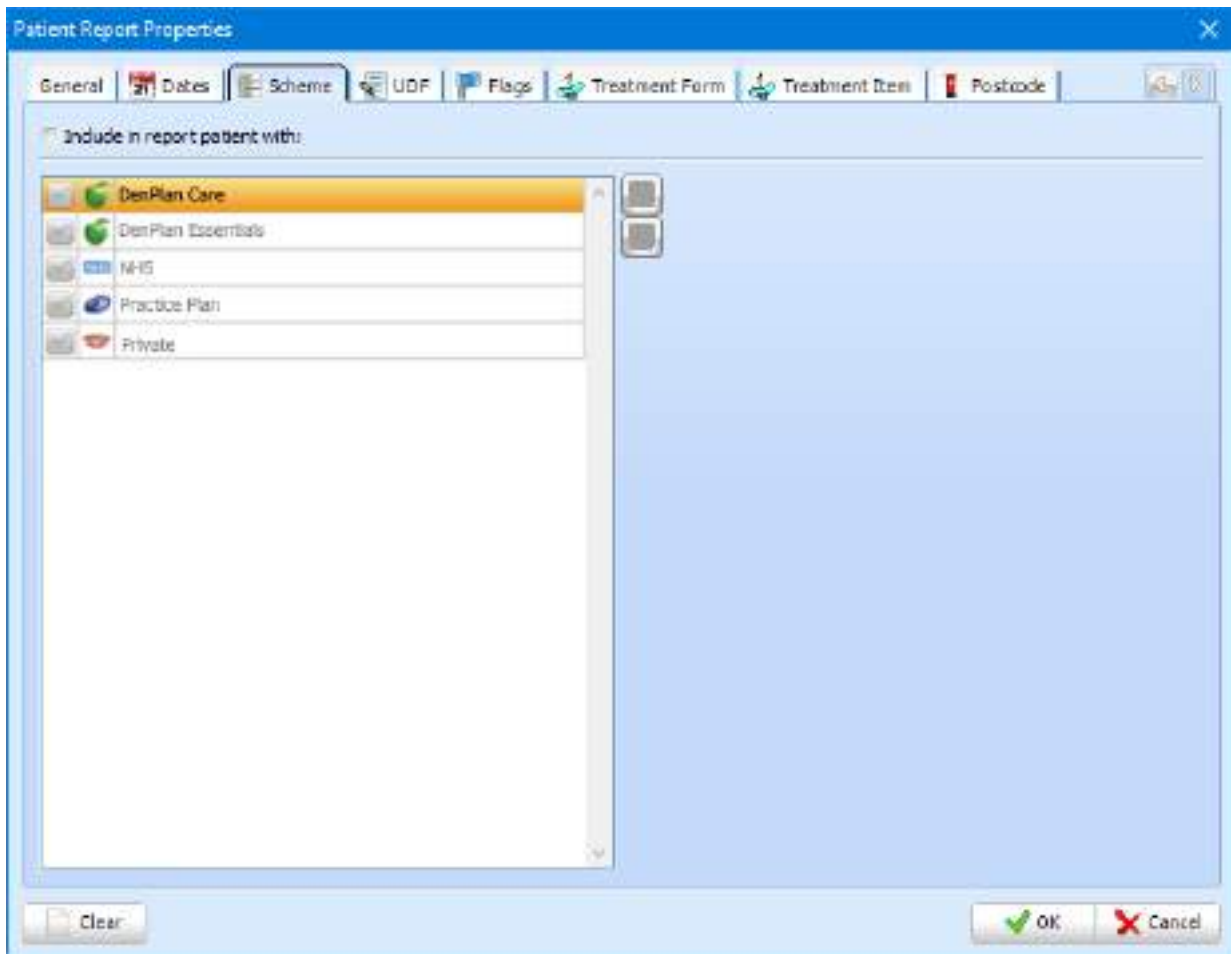 Patient Report Properties
General Dates Scheme UDF Flags Treatment Form Treatment Item Postcode
Include in report patient with:
DenPlan Care
DenPlan Essentials
NHS
Practice Plan
Private
Clear OK Cancel